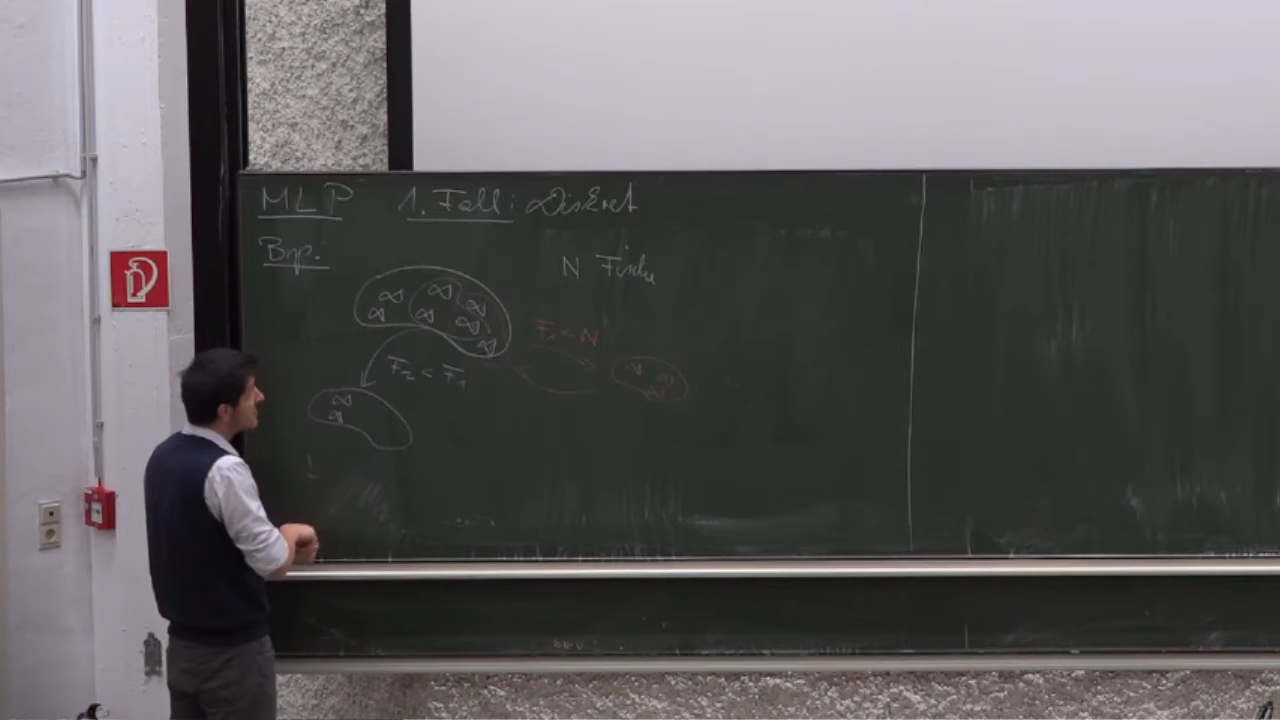 MLP 1. Fall: Diskret
Bsp.:
N Fische
F₁ < N
F₂ < F₁